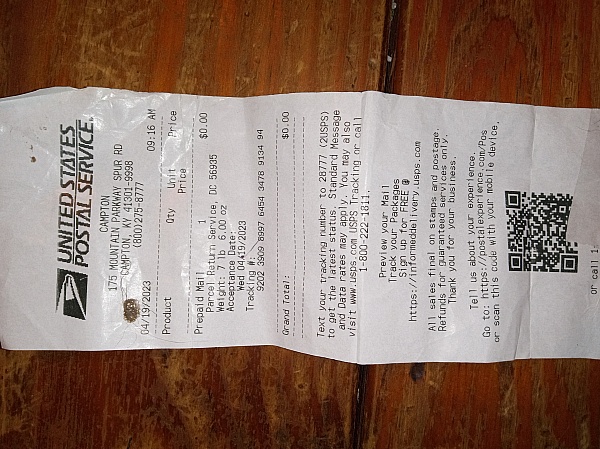 UNITED STATES
POSTAL SERVICE.
CAMPTON
175 MOUNTAIN PARKWAY SPUR RD
CAMPTON, KY 41301-9998
(800)275-8777
04/19/2023 09:16 AM
Product Qty Unit Price
Price
Prepaid Mail 1 $0.00
Parcel Return Service, DC 56935
Weight: 7 lb 6.00 oz
Acceptance Date:
Wed 04/19/2023
Tracking #:
9202 3909 8997 6454 3478 9134 94
Grand Total: $0.00
Text your tracking number to 28777 (2USPS)
to get the latest status. Standard Message
and Data rates may apply. You may also
visit www.usps.com USPS Tracking or call
1-800-222-1811.
Preview your Mail
Track your Packages
Sign up for FREE @
https://informeddelivery.usps.com
All sales final on stamps and postage.
Refunds for guaranteed services only.
Thank you for your business.
Tell us about your experience.
Go to: https://postalexperience.com/Pos
or scan this code with your mobile device,
or call 1-